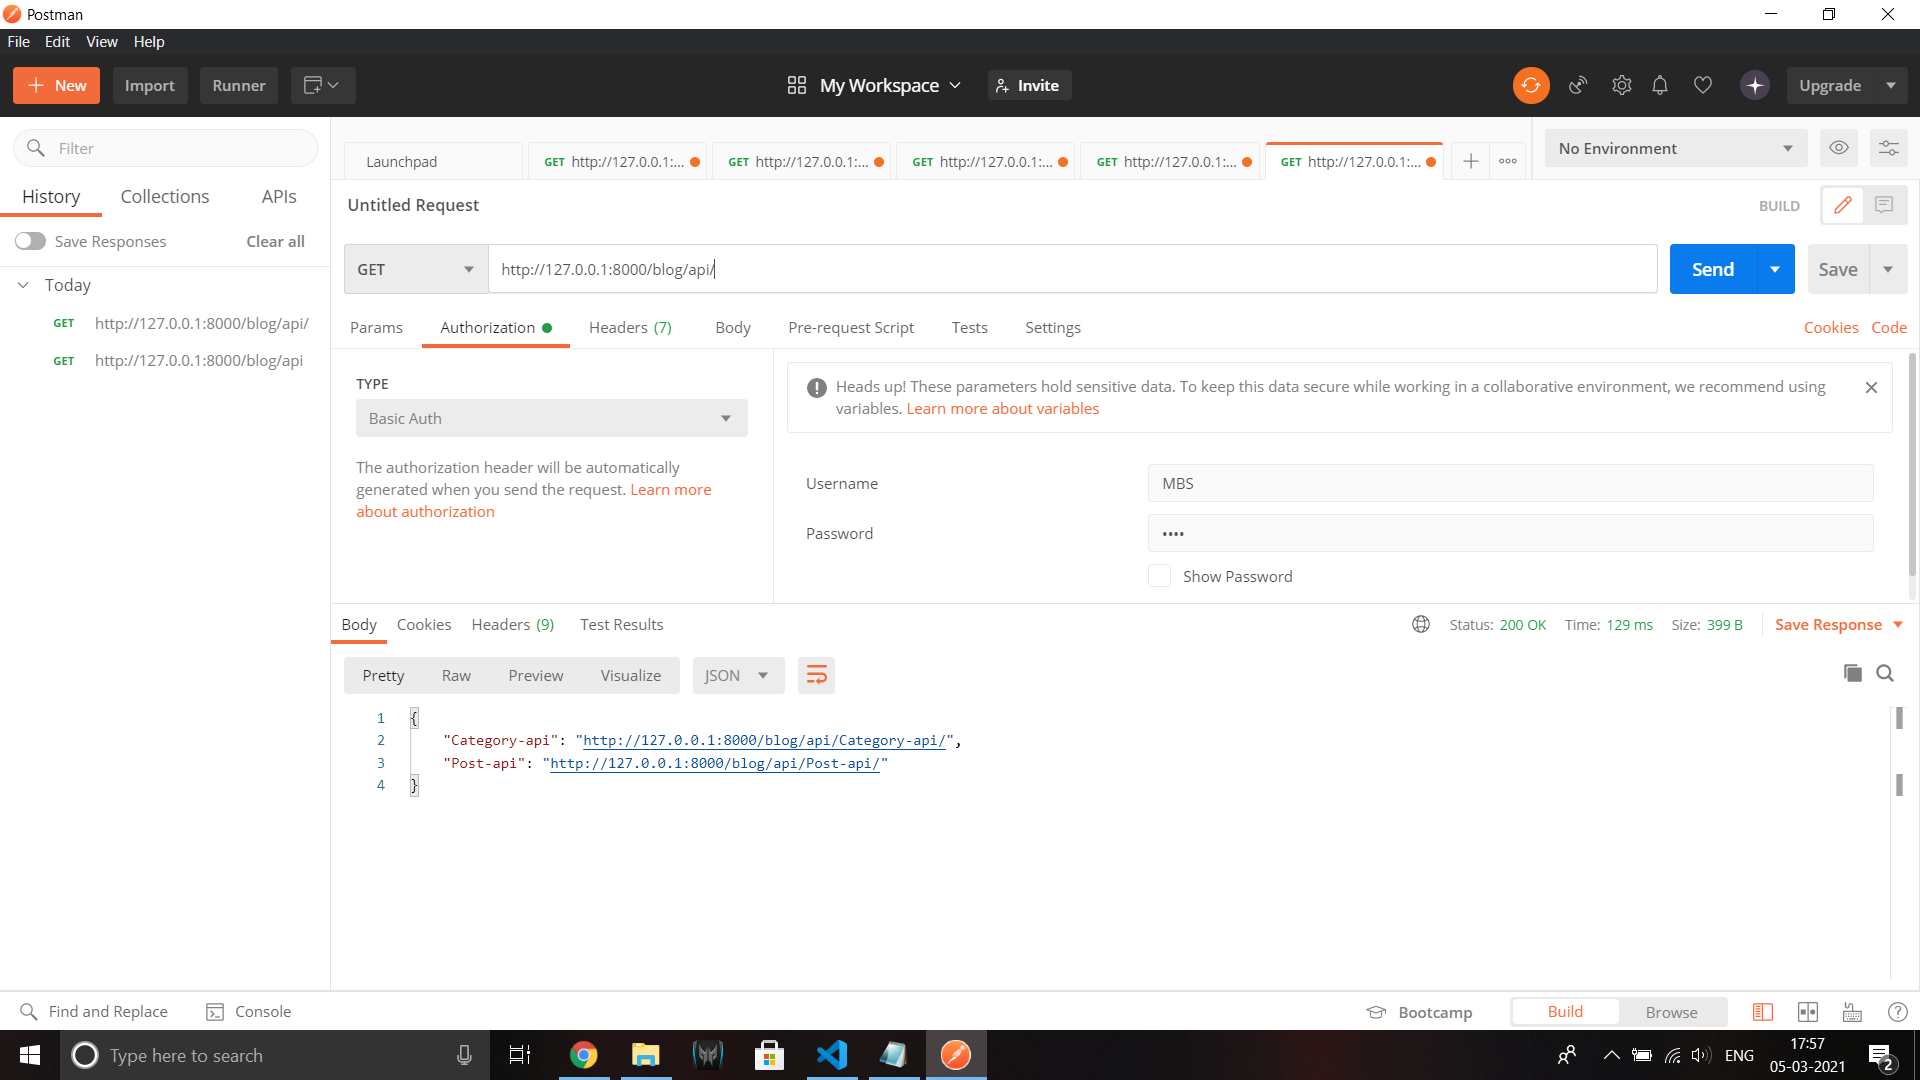 Postman
File Edit View Help
New Import Runner My Workspace Invite Upgrade
Filter
Launchpad GET http://127.0.0.1:... GET http://127.0.0.1:... GET http://127.0.0.1:... GET http://127.0.0.1:... GET http://127.0.0.1:... No Environment
History Collections APIs
Save Responses Clear all
Today
GET http://127.0.0.1:8000/blog/api/
GET http://127.0.0.1:8000/blog/api
Untitled Request BUILD
GET http://127.0.0.1:8000/blog/api/ Send Save
Params Authorization Headers (7) Body Pre-request Script Tests Settings Cookies Code
TYPE
Basic Auth
The authorization header will be automatically
generated when you send the request. Learn more
about authorization
Heads up! These parameters hold sensitive data. To keep this data secure while working in a collaborative environment, we recommend using
variables. Learn more about variables
Username MBS
Password ••••
Show Password
Body Cookies Headers (9) Test Results Status: 200 OK Time: 129 ms Size: 399 B Save Response
Pretty Raw Preview Visualize JSON
1 {
2 "Category-api": "http://127.0.0.1:8000/blog/api/Category-api/",
3 "Post-api": "http://127.0.0.1:8000/blog/api/Post-api/"
4 }
Find and Replace Console Bootcamp Build Browse
Type here to search ENG 17:57
05-03-2021 2